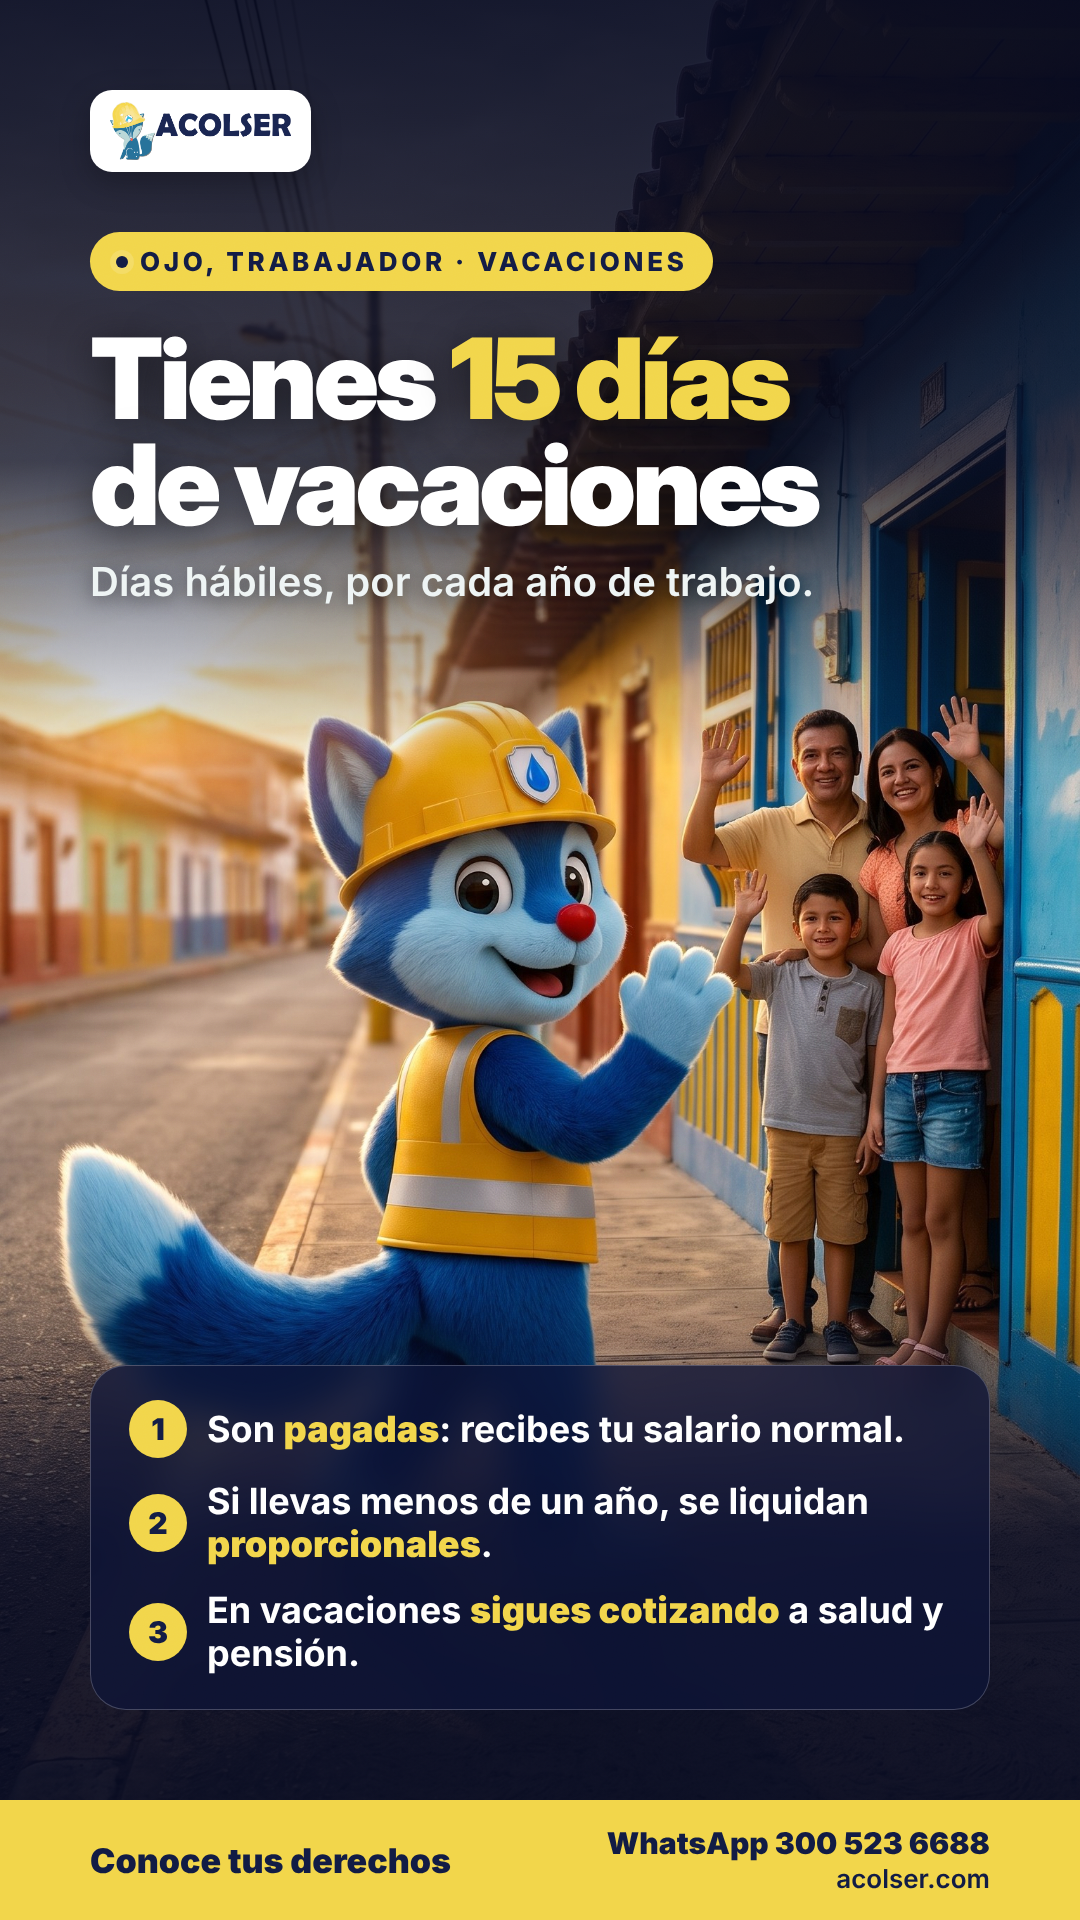 ACOLSER
OJO, TRABAJADOR · VACACIONES
Tienes 15 días
de vacaciones
Días hábiles, por cada año de trabajo.
1 Son pagadas: recibes tu salario normal.
2 Si llevas menos de un año, se liquidan
proporcionales.
3 En vacaciones sigues cotizando a salud y
pensión.
Conoce tus derechos
WhatsApp 300 523 6688
acolser.com